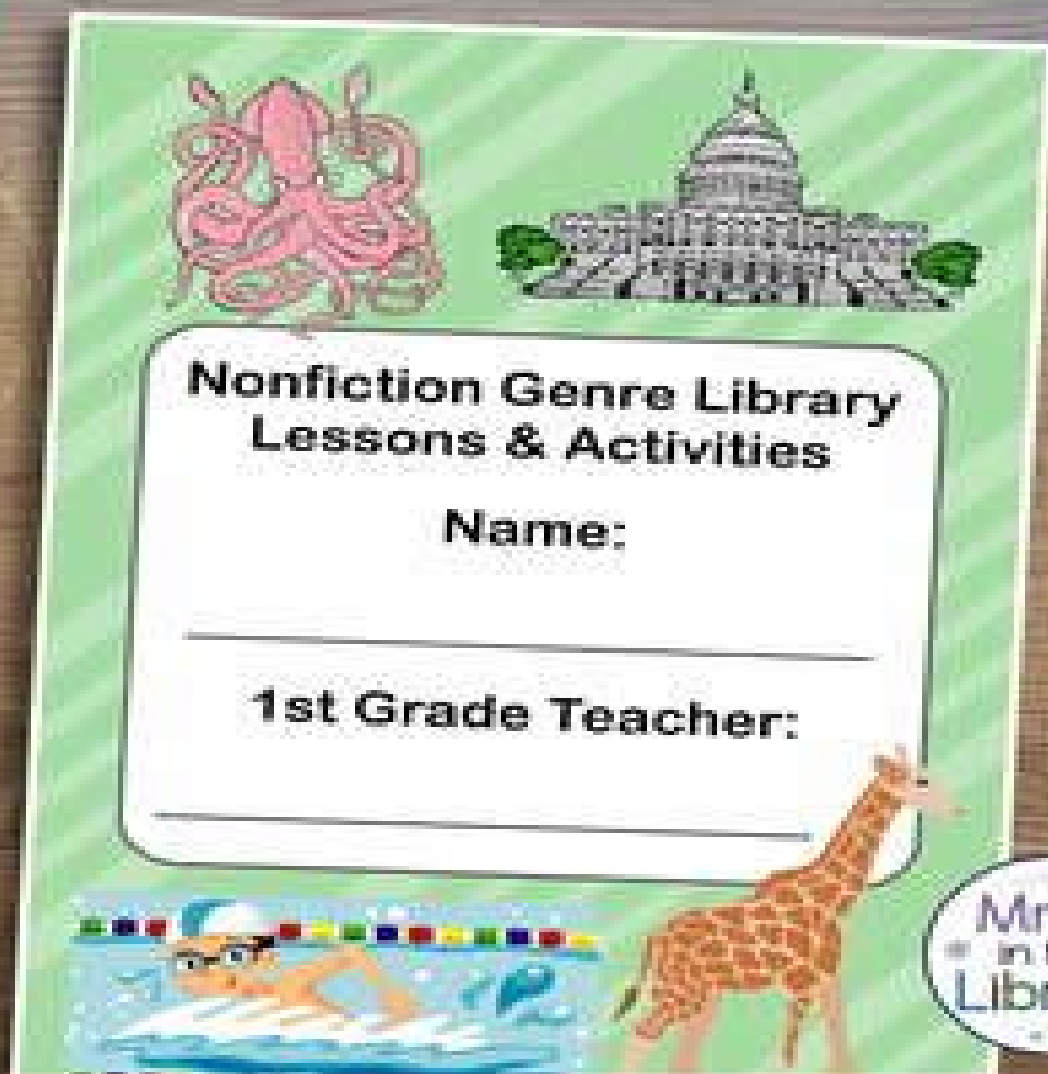 Nonfiction Genre Library
Lessons & Activities
Name:
1st Grade Teacher: